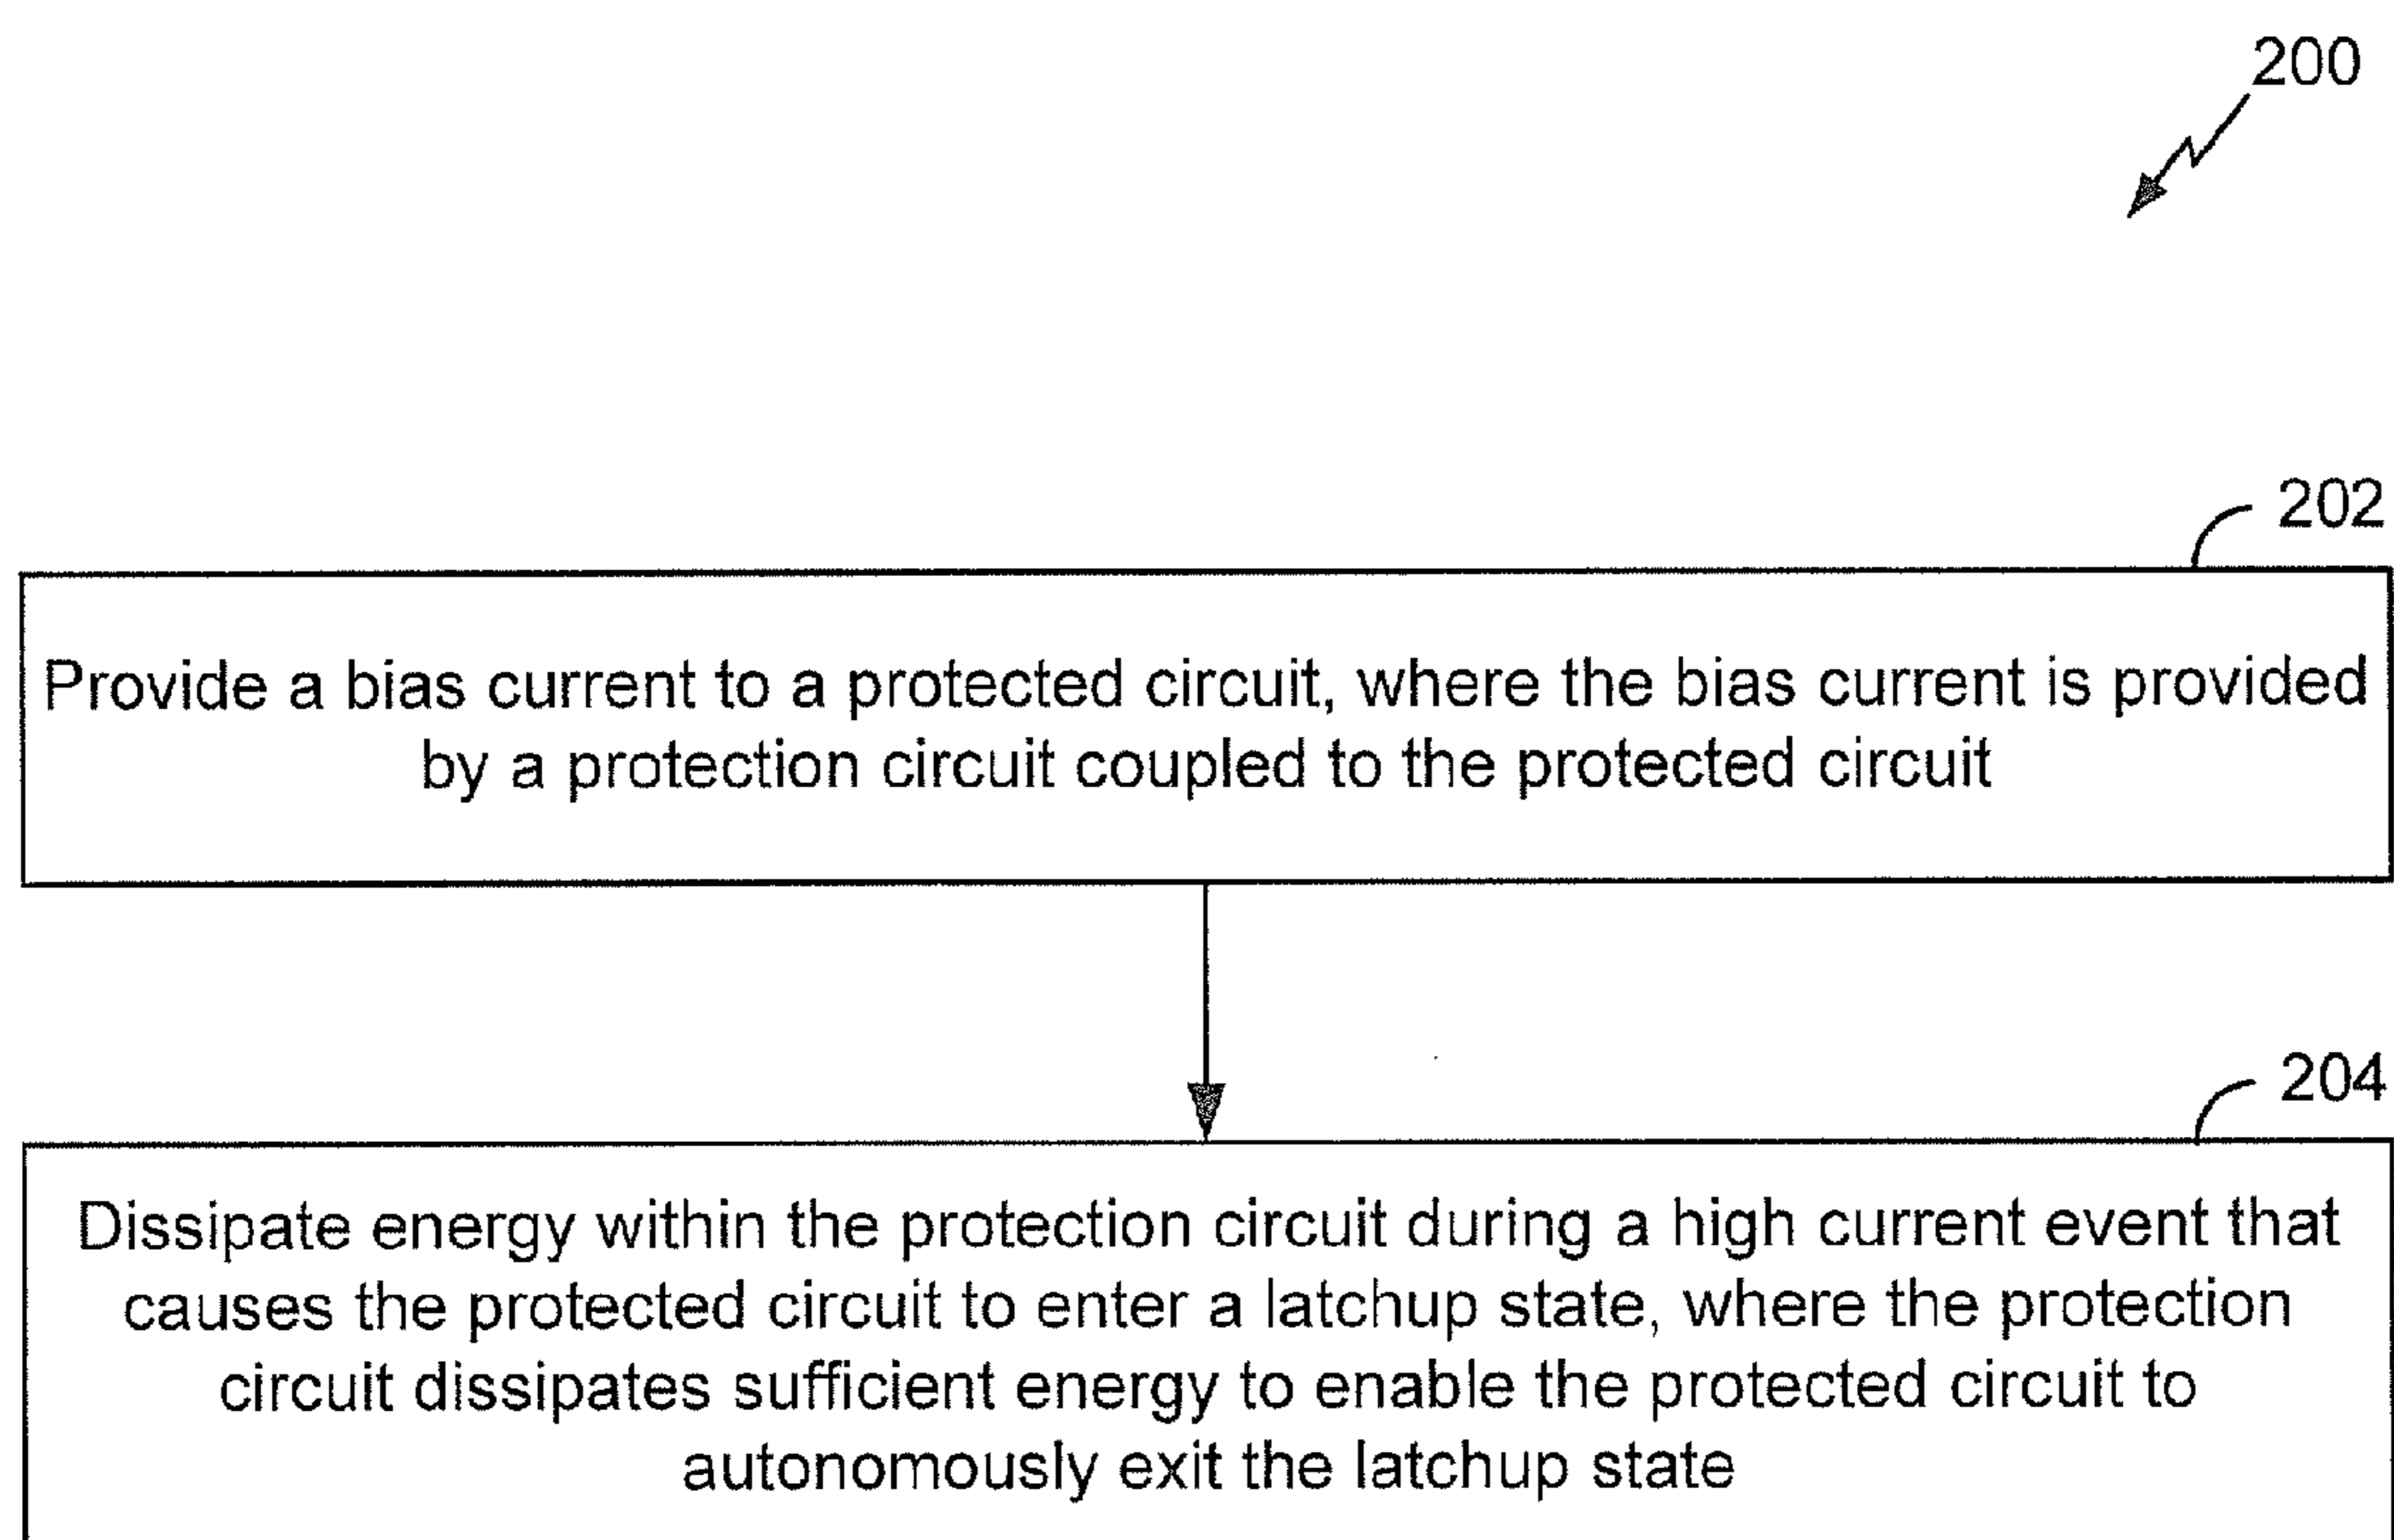 200
202
Provide a bias current to a protected circuit, where the bias current is provided
by a protection circuit coupled to the protected circuit
204
Dissipate energy within the protection circuit during a high current event that
causes the protected circuit to enter a latchup state, where the protection
circuit dissipates sufficient energy to enable the protected circuit to
autonomously exit the latchup state